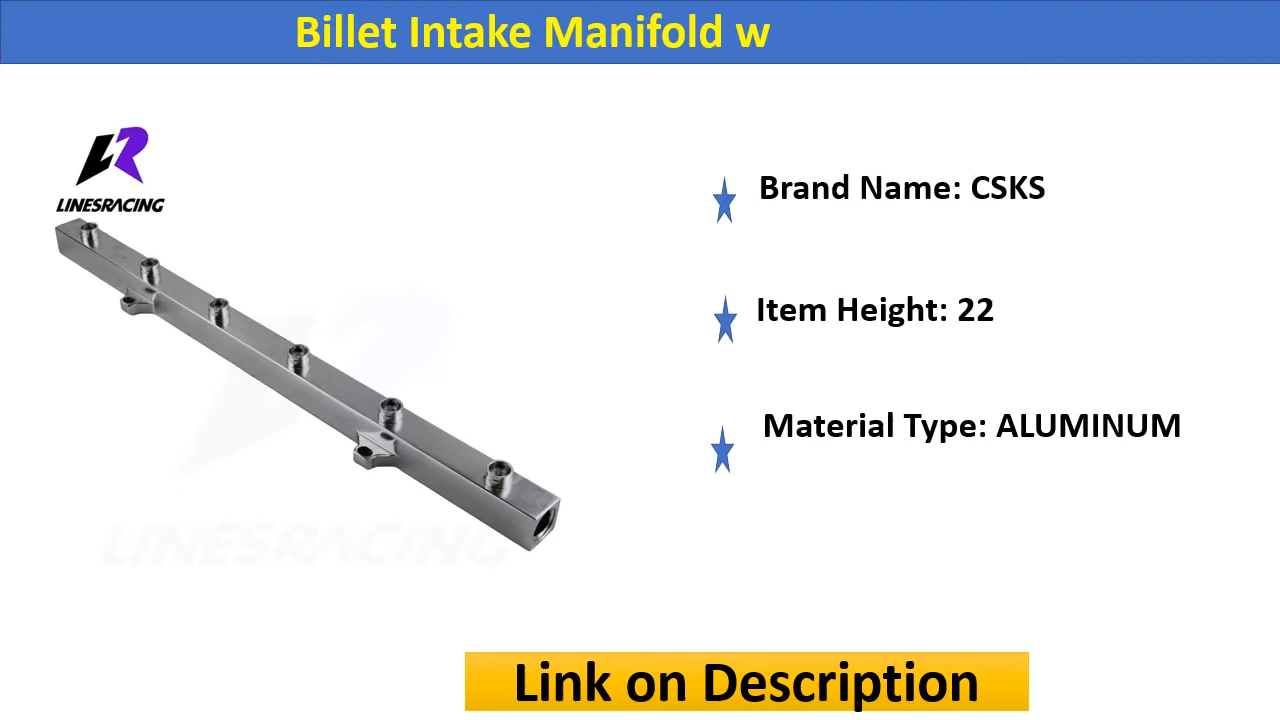 Billet Intake Manifold w
LINESRACING
Brand Name: CSKS
Item Height: 22
Material Type: ALUMINUM
LINESRACING
Link on Description